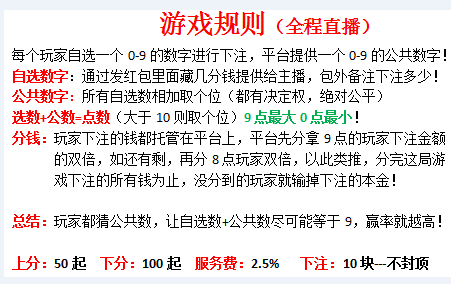 游戏规则（全程直播）
每个玩家自选一个 0-9 的数字进行下注，平台提供一个 0-9 的公共数字！
自选数字：通过发红包里面藏几分钱提供给主播，包外备注下注多少！
公共数字：所有自选数相加取个位（都有决定权，绝对公平）
选数+公数=点数（大于 10 则取个位）9 点最大 0 点最小！
分钱：玩家下注的钱都托管在平台上，平台先分拿 9 点的玩家下注金额
的双倍，如还有剩，再分 8 点玩家双倍，以此类推，分完这局游
戏下注的所有钱为止，没分到的玩家就输掉下注的本金！
总结：玩家都猜公共数，让自选数+公共数尽可能等于 9，赢率就越高！
上分：50 起 下分：100 起 服务费：2.5% 下注：10 块---不封顶